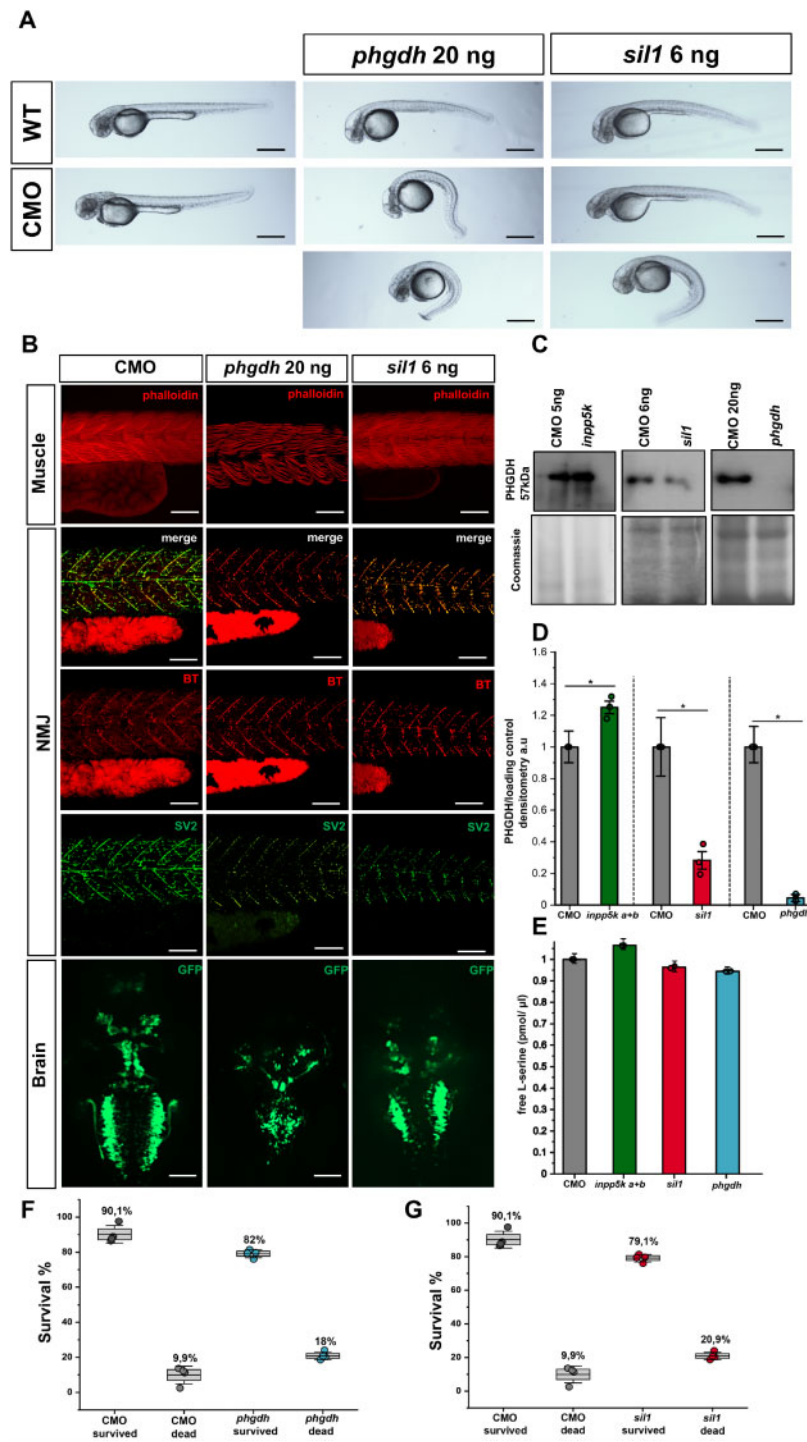 A
phgdh 20 ng
sil1 6 ng
WT
CMO
B
CMO
phgdh 20 ng
sil1 6 ng
Muscle
phalloidin
phalloidin
phalloidin
NMJ
merge
merge
merge
BT
BT
BT
SV2
SV2
SV2
Brain
GFP
GFP
GFP
C
CMO 5ng
inpp5k
CMO 6ng
sil1
CMO 20ng
phgdh
PHGDH
57kDa
Coomassie
D
PHGDH/loading control
densitometry a.u
1.6
1.4
1.2
1
0.8
0.6
0.4
0.2
0
*
*
*
CMO
inpp5k a+b
CMO
sil1
CMO
phgdh
E
free L-serine (pmol/ µl)
1
0.9
0.8
0.7
0.6
0.5
0.4
0.3
0.2
0.1
0
CMO
inpp5k a+b
sil1
phgdh
F
Survival %
80
60
40
20
0
90,1%
9,9%
82%
18%
CMO
survived
CMO
dead
phgdh
survived
phgdh
dead
G
Survival %
80
60
40
20
0
90,1%
9,9%
79,1%
20,9%
CMO
survived
CMO
dead
sil1
survived
sil1
dead